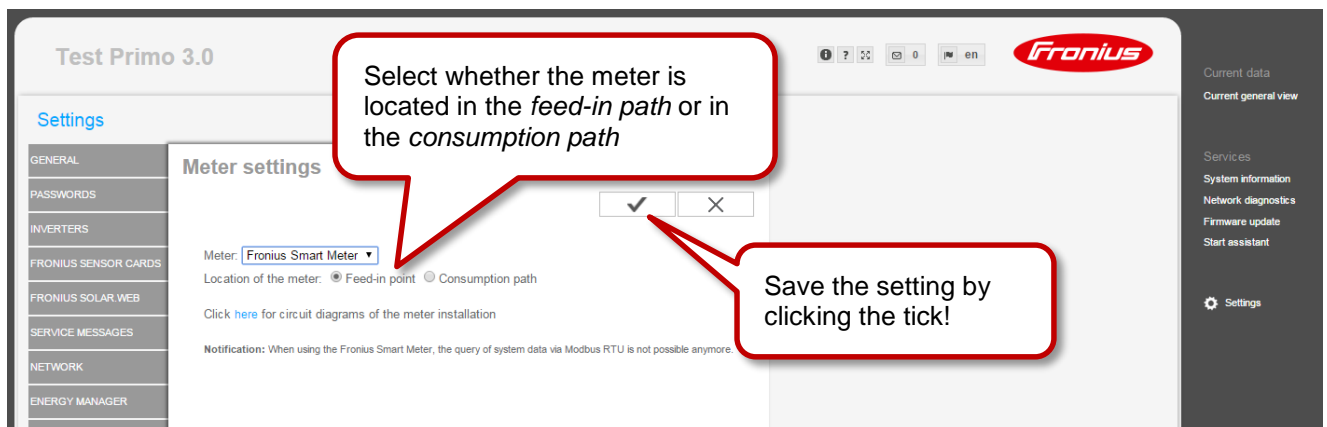 Test Primo 3.0
0
en
Fronius
Select whether the meter is
located in the feed-in path or in
the consumption path
Current data
Current general view
Services
System information
Network diagnostics
Firmware update
Start assistant
Settings
Settings
GENERAL
PASSWORDS
INVERTERS
FRONIUS SENSOR CARDS
FRONIUS SOLAR.WEB
SERVICE MESSAGES
NETWORK
ENERGY MANAGER
Meter settings
Meter: Fronius Smart Meter
Location of the meter: Feed-in point Consumption path
Click here for circuit diagrams of the meter installation
Notification: When using the Fronius Smart Meter, the query of system data via Modbus RTU is not possible anymore.
Save the setting by
clicking the tick!